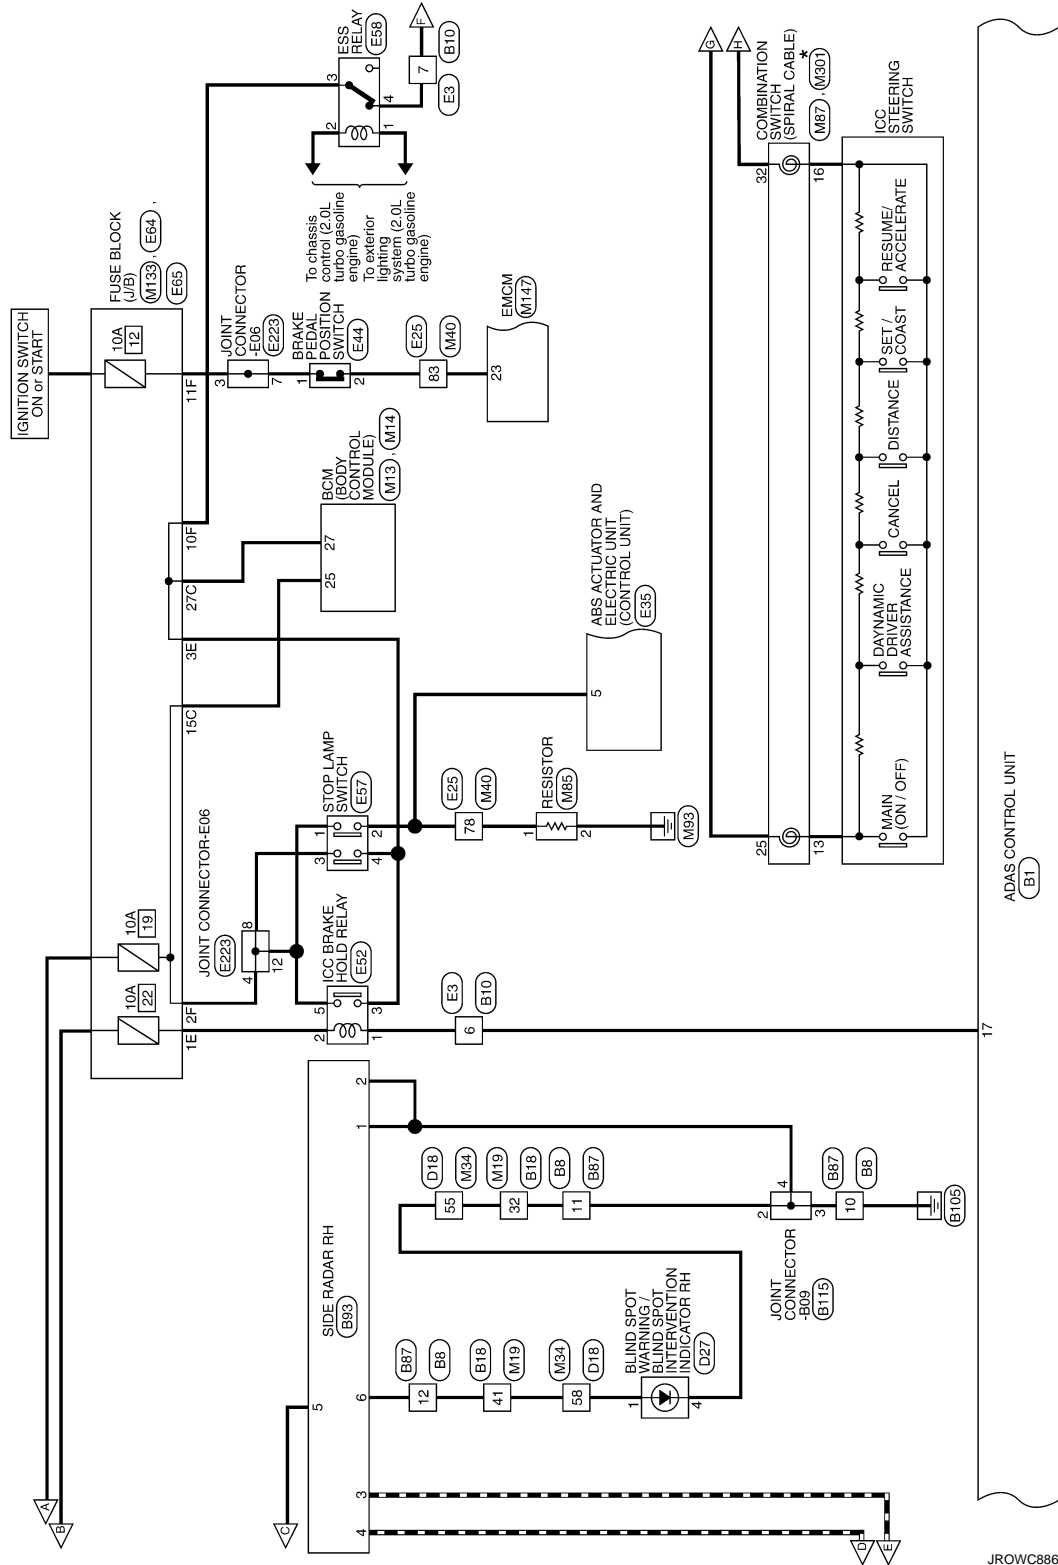 IGNITION SWITCH
ON or START
FUSE BLOCK
(J/B)
M133 , E64 ,
E65
10A
12
10A
19
10A
22
11F
10F
27C
3E
15C
2F
1E
JOINT
CONNECTOR
-E06
E223
3
7
BRAKE
PEDAL
POSITION
SWITCH
E44
1
2
E25
83
M40
EMCM
M147
23
ESS
RELAY
E58
3
4
2
1
To chassis
control (2.0L
turbo gasoline
engine)
To exterior
lighting
system (2.0L
turbo gasoline
engine)
F
7
B10
E3
BCM
(BODY
CONTROL
MODULE)
M13 , M14
27
25
ABS ACTUATOR AND
ELECTRIC UNIT
(CONTROL UNIT)
E35
5
JOINT CONNECTOR-E06
E223
4
8
12
STOP LAMP
SWITCH
E57
1
3
2
4
ICC BRAKE
HOLD RELAY
E52
5
2
3
1
E25
78
M40
RESISTOR
M85
1
2
M93
E3
6
B10
A
B
C
SIDE RADAR RH
B93
5
6
4
3
1
2
B87
12
B8
B18
41
M19
M34
58
D18
BLIND SPOT
WARNING /
BLIND SPOT
INTERVENTION
INDICATOR RH
D27
1
4
D18
55
M34
M19
32
B18
B8
11
B87
JOINT
CONNECTOR
-B09
B115
2
4
3
B87
10
B8
B105
D
E
G
H
COMBINATION
SWITCH
(SPIRAL CABLE)
M87 , M301
*
32
16
25
13
ICC
STEERING
SWITCH
MAIN
(ON / OFF)
DAYNAMIC
DRIVER
ASSISTANCE
CANCEL
DISTANCE
SET /
COAST
RESUME/
ACCELERATE
17
ADAS CONTROL UNIT
B1
JROWC886